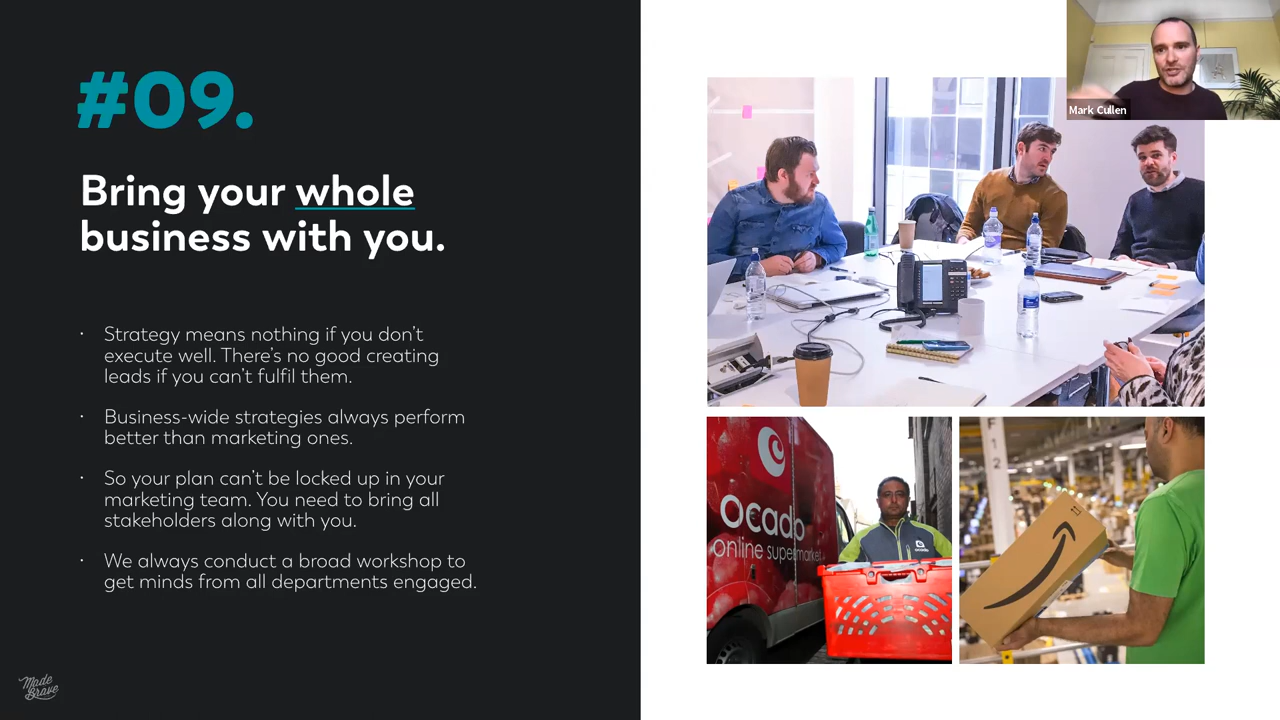 #09.
Bring your whole
business with you.
· Strategy means nothing if you don't
execute well. There's no good creating
leads if you can't fulfil them.
· Business-wide strategies always perform
better than marketing ones.
· So your plan can't be locked up in your
marketing team. You need to bring all
stakeholders along with you.
· We always conduct a broad workshop to
get minds from all departments engaged.
Made
Brave
Mark Cullen
ocado
online supermarket
ocado
F
1
2